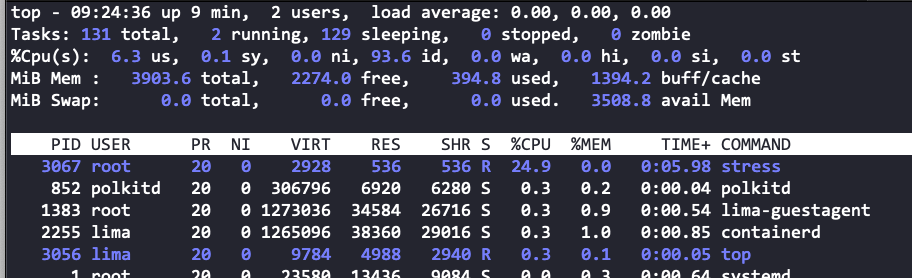 top - 09:24:36 up 9 min,  2 users,  load average: 0.00, 0.00, 0.00
Tasks: 131 total,   2 running, 129 sleeping,   0 stopped,   0 zombie
%Cpu(s):  6.3 us,  0.1 sy,  0.0 ni, 93.6 id,  0.0 wa,  0.0 hi,  0.0 si,  0.0 st
MiB Mem :   3903.6 total,   2274.0 free,    394.8 used,   1394.2 buff/cache
MiB Swap:      0.0 total,      0.0 free,      0.0 used.   3508.8 avail Mem
PID USER      PR  NI    VIRT    RES    SHR S  %CPU  %MEM     TIME+ COMMAND
3067 root      20   0    2928    536    536 R  24.9   0.0   0:05.98 stress
852 polkitd   20   0  306796   6920   6280 S   0.3   0.2   0:00.04 polkitd
1383 root      20   0 1273036  34584  26716 S   0.3   0.9   0:00.54 lima-guestagent
2255 lima      20   0 1265096  38360  29016 S   0.3   1.0   0:00.85 containerd
3056 lima      20   0    9784   4988   2940 R   0.3   0.1   0:00.05 top
1 root      20   0   23580  13436   9084 S   0.0   0.3   0:00.64 systemd